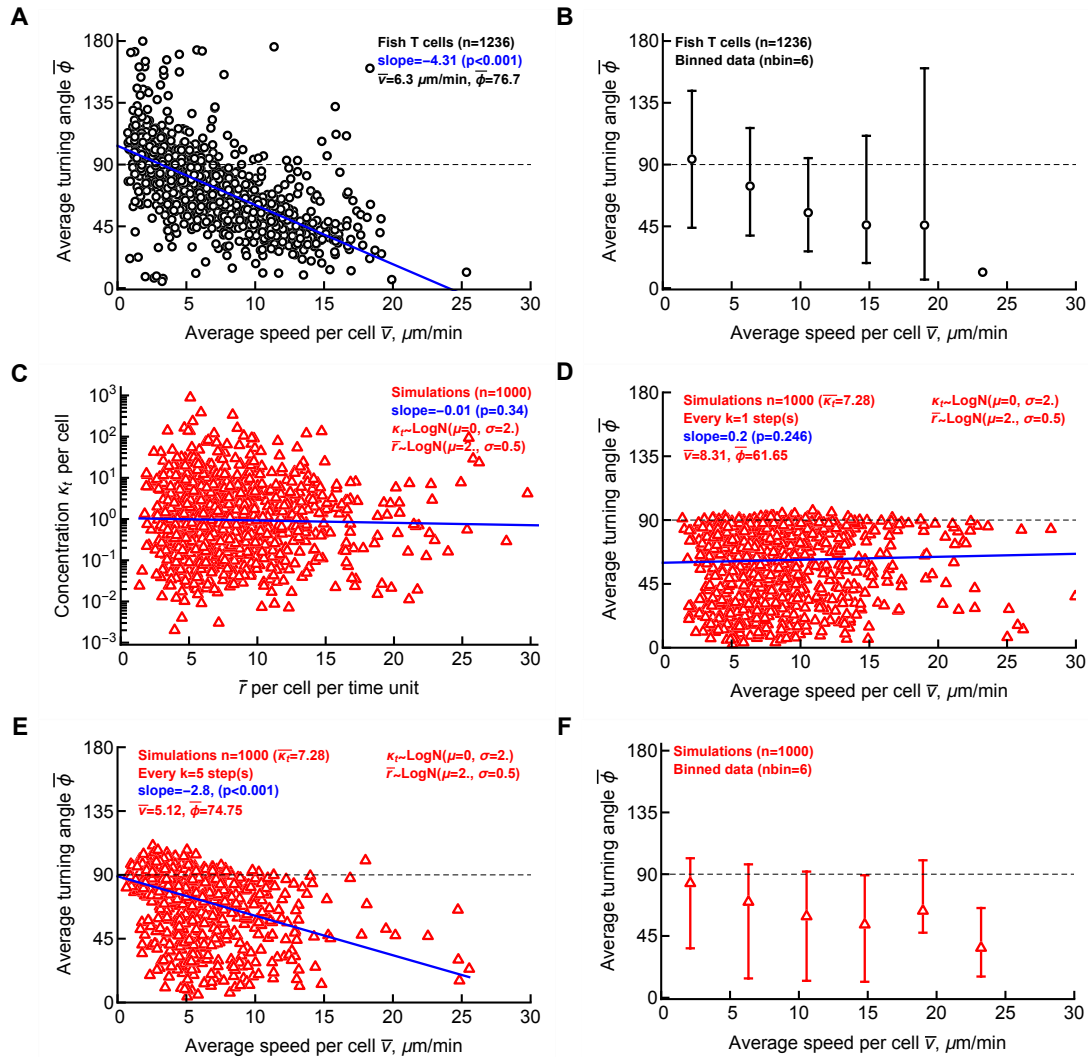 A
Average turning angle φ̅
180
135
90
45
0
Fish T cells (n=1236)
slope=−4.31 (p<0.001)
v̅=6.3 μm/min, φ̅=76.7
0 5 10 15 20 25 30
Average speed per cell v̅, μm/min
B
Average turning angle φ̅
180
135
90
45
0
Fish T cells (n=1236)
Binned data (nbin=6)
0 5 10 15 20 25 30
Average speed per cell v̅, μm/min
C
Concentration κₜ per cell
10³
10²
10¹
10⁰
10⁻¹
10⁻²
10⁻³
Simulations (n=1000)
slope=−0.01 (p=0.34)
κₜ~LogN(μ=0, σ=2.)
r̅~LogN(μ=2., σ=0.5)
0 5 10 15 20 25 30
r̅ per cell per time unit
D
Average turning angle φ̅
180
135
90
45
0
Simulations n=1000 (κ̅ₜ=7.28) κₜ~LogN(μ=0, σ=2.)
Every k=1 step(s) r̅~LogN(μ=2., σ=0.5)
slope=0.2 (p=0.246)
v̅=8.31, φ̅=61.65
0 5 10 15 20 25 30
Average speed per cell v̅, μm/min
E
Average turning angle φ̅
180
135
90
45
0
Simulations n=1000 (κ̅ₜ=7.28) κₜ~LogN(μ=0, σ=2.)
Every k=5 step(s) r̅~LogN(μ=2., σ=0.5)
slope=−2.8, (p<0.001)
v̅=5.12, φ̅=74.75
0 5 10 15 20 25 30
Average speed per cell v̅, μm/min
F
Average turning angle φ̅
180
135
90
45
0
Simulations (n=1000)
Binned data (nbin=6)
0 5 10 15 20 25 30
Average speed per cell v̅, μm/min